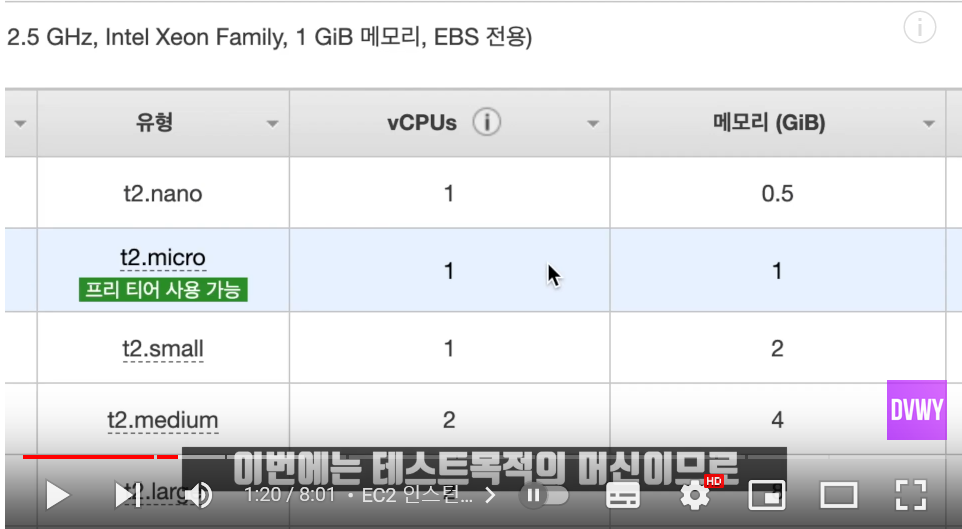 2.5 GHz, Intel Xeon Family, 1 GiB 메모리, EBS 전용)
유형 vCPUs i 메모리 (GiB)
t2.nano 1 0.5
t2.micro 1 1
프리 티어 사용 가능
t2.small 1 2
t2.medium 2 4
DVWY
이번에는 테스트목적의 머신이므로
1:20 / 8:01 • EC2 인스턴... HD